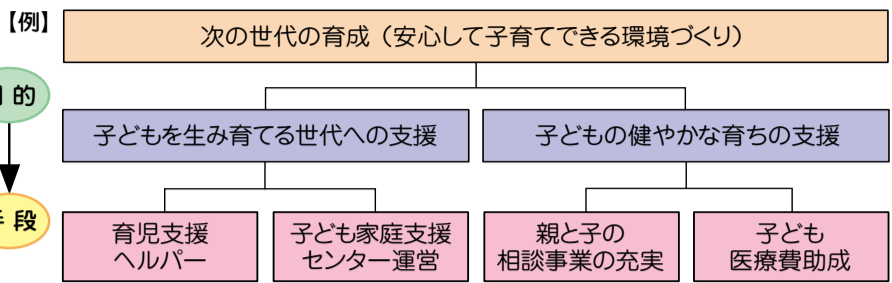 【例】
次の世代の育成（安心して子育てできる環境づくり）
的
子どもを生み育てる世代への支援
子どもの健やかな育ちの支援
段
育児支援
ヘルパー
子ども家庭支援
センター運営
親と子の
相談事業の充実
子ども
医療費助成